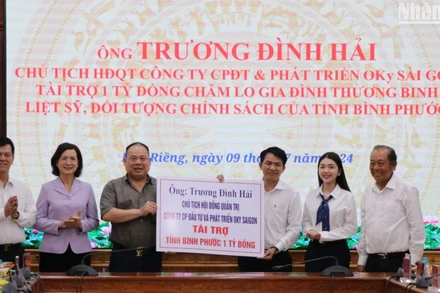 Nhân
ÔNG TRƯƠNG ĐÌNH HẢI
CHỦ TỊCH HĐQT CÔNG TY CPĐT & PHÁT TRIỂN OKy SÀI GÒ
TÀI TRỢ 1 TỶ ĐỒNG CHĂM LO GIA ĐÌNH THƯƠNG BINH
LIỆT SỸ, ĐỐI TƯỢNG CHÍNH SÁCH CỦA TỈNH BÌNH PHƯỚC
Riềng, ngày 09 7 24
Ông: Trương Đình Hải
CHỦ TỊCH HỘI ĐỒNG QUẢN TRỊ
CÔNG TY CP ĐẦU TƯ VÀ PHÁT TRIỂN OKY SAIGON
TÀI TRỢ
TỈNH BÌNH PHƯỚC 1 TỶ ĐỒNG